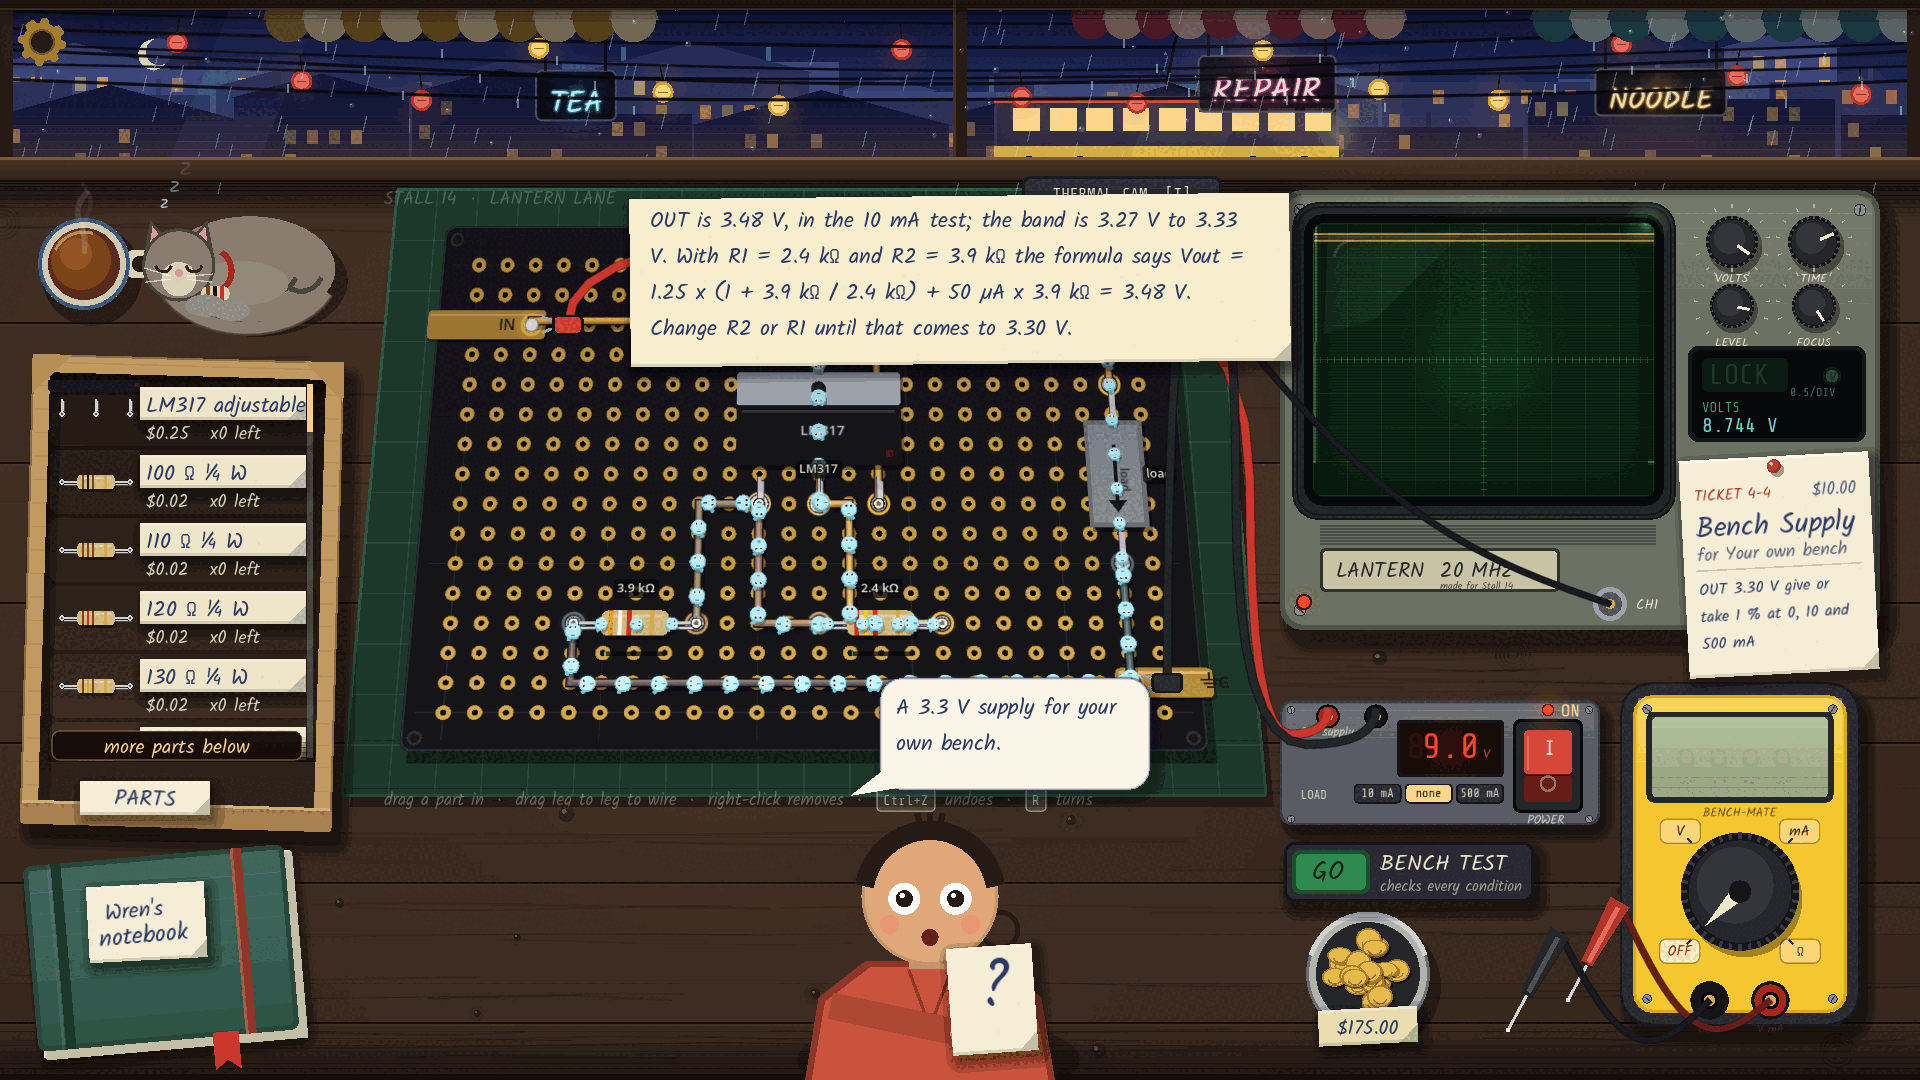 TEA
REPAIR
NOODLE
STALL 14 · LANTERN LANE
THERMAL CAM [T]
OUT is 3.48 V, in the 10 mA test; the band is 3.27 V to 3.33
V. With R1 = 2.4 kΩ and R2 = 3.9 kΩ the formula says Vout =
1.25 x (1 + 3.9 kΩ / 2.4 kΩ) + 50 µA x 3.9 kΩ = 3.48 V.
Change R2 or R1 until that comes to 3.30 V.
IN
LM317
LM317
3.9 kΩ
2.4 kΩ
load
G
VOLTS
TIME
LEVEL
FOCUS
LOCK
0.5/DIV
VOLTS
8.744 V
LANTERN 20 MHz
made for Stall 14
CH1
TICKET 4-4 $10.00
Bench Supply
for Your own bench
OUT 3.30 V give or
take 1 % at 0, 10 and
500 mA
LM317 adjustable
$0.25 x0 left
100 Ω ¼ W
$0.02 x0 left
110 Ω ¼ W
$0.02 x0 left
120 Ω ¼ W
$0.02 x0 left
130 Ω ¼ W
$0.02 x0 left
more parts below
PARTS
Wren's
notebook
A 3.3 V supply for your
own bench.
drag a part in · drag leg to leg to wire · right-click removes · Ctrl+Z undoes · R turns
?
supply
9.0 V
ON
I
LOAD
10 mA
none
500 mA
POWER
GO
BENCH TEST
checks every condition
$175.00
BENCH-MATE
V
mA
OFF
Ω